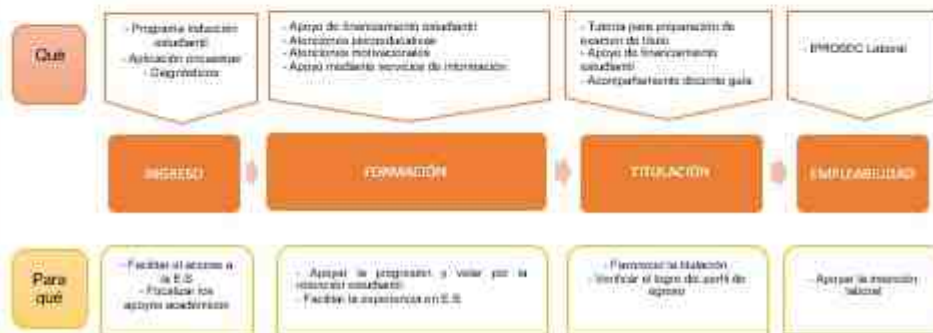 Qué
- Programa inducción
estudiantil
- Aplicación encuestas
- Diagnósticos
- Apoyo de financiamiento estudiantil
- Atenciones psicoeducativas
- Atenciones motivacionales
- Apoyo mediante servicios de información
- Tutoría para preparación de
examen de título
- Apoyo de financiamiento
estudiantil
- Acompañamiento docente guía
- IPROSEC Laboral
INGRESO
FORMACIÓN
TITULACIÓN
EMPLEABILIDAD
Para
qué
- Facilitar el acceso a
la E.S.
- Focalizar los
apoyos académicos
- Apoyar la progresión y velar por la
retención estudiantil
- Facilitar la experiencia en E.S.
- Favorecer la titulación
- Verificar el logro del perfil de
egreso
- Apoyar la inserción
laboral